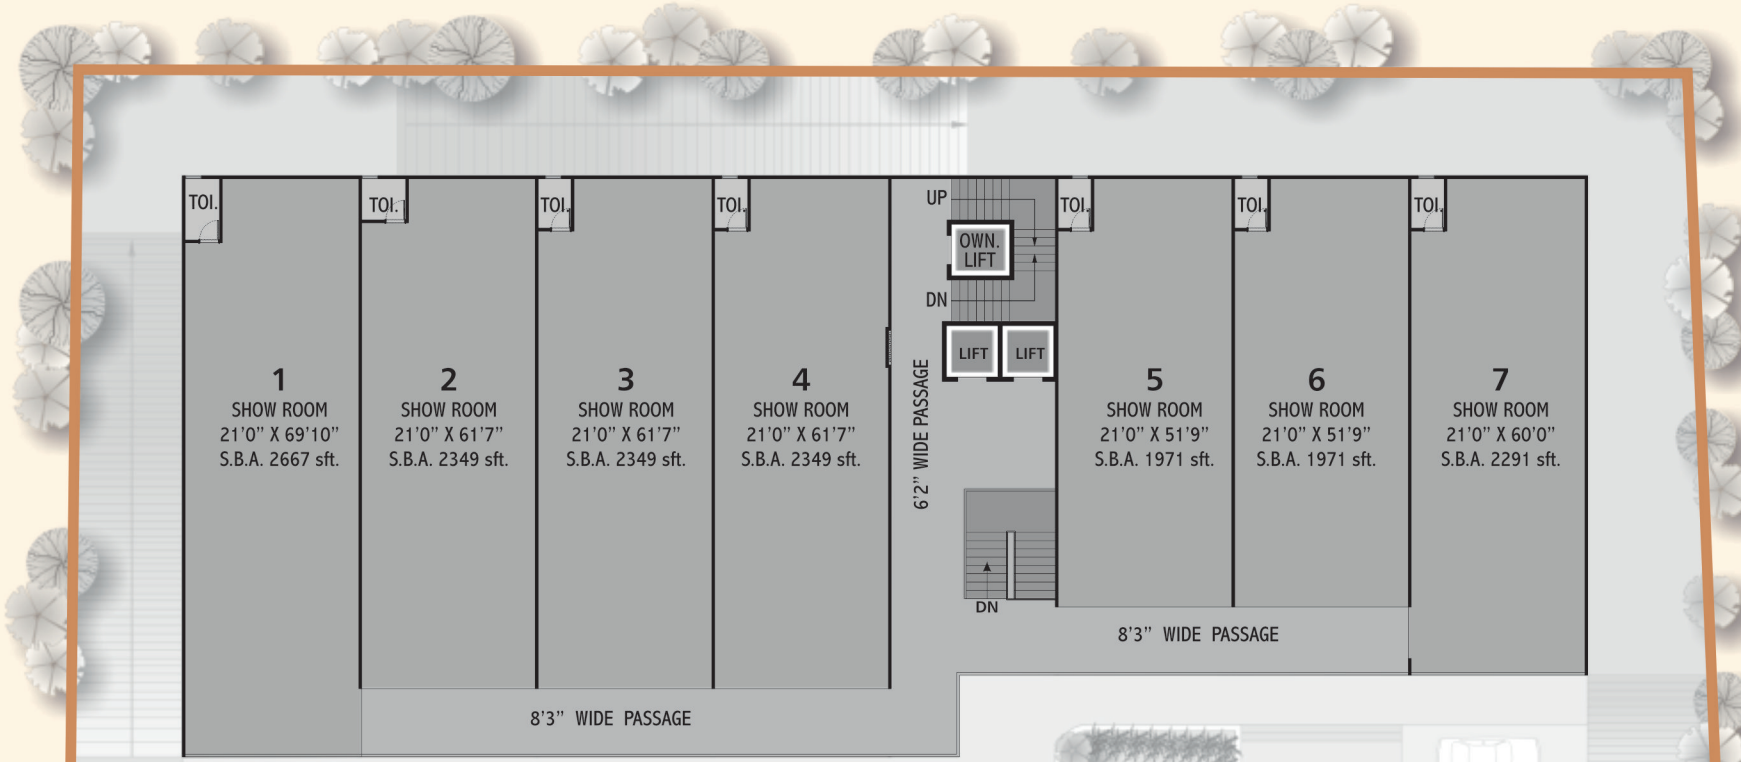 TOI.
TOI.
TOI.
TOI.
UP
OWN.
LIFT
DN
LIFT
LIFT
TOI.
TOI.
TOI.
1
SHOW ROOM
21'0” X 69'10”
S.B.A. 2667 sft.
2
SHOW ROOM
21'0” X 61'7”
S.B.A. 2349 sft.
3
SHOW ROOM
21'0” X 61'7”
S.B.A. 2349 sft.
4
SHOW ROOM
21'0” X 61'7”
S.B.A. 2349 sft.
6'2” WIDE PASSAGE
5
SHOW ROOM
21'0” X 51'9”
S.B.A. 1971 sft.
6
SHOW ROOM
21'0” X 51'9”
S.B.A. 1971 sft.
7
SHOW ROOM
21'0” X 60'0”
S.B.A. 2291 sft.
DN
8'3” WIDE PASSAGE
8'3” WIDE PASSAGE